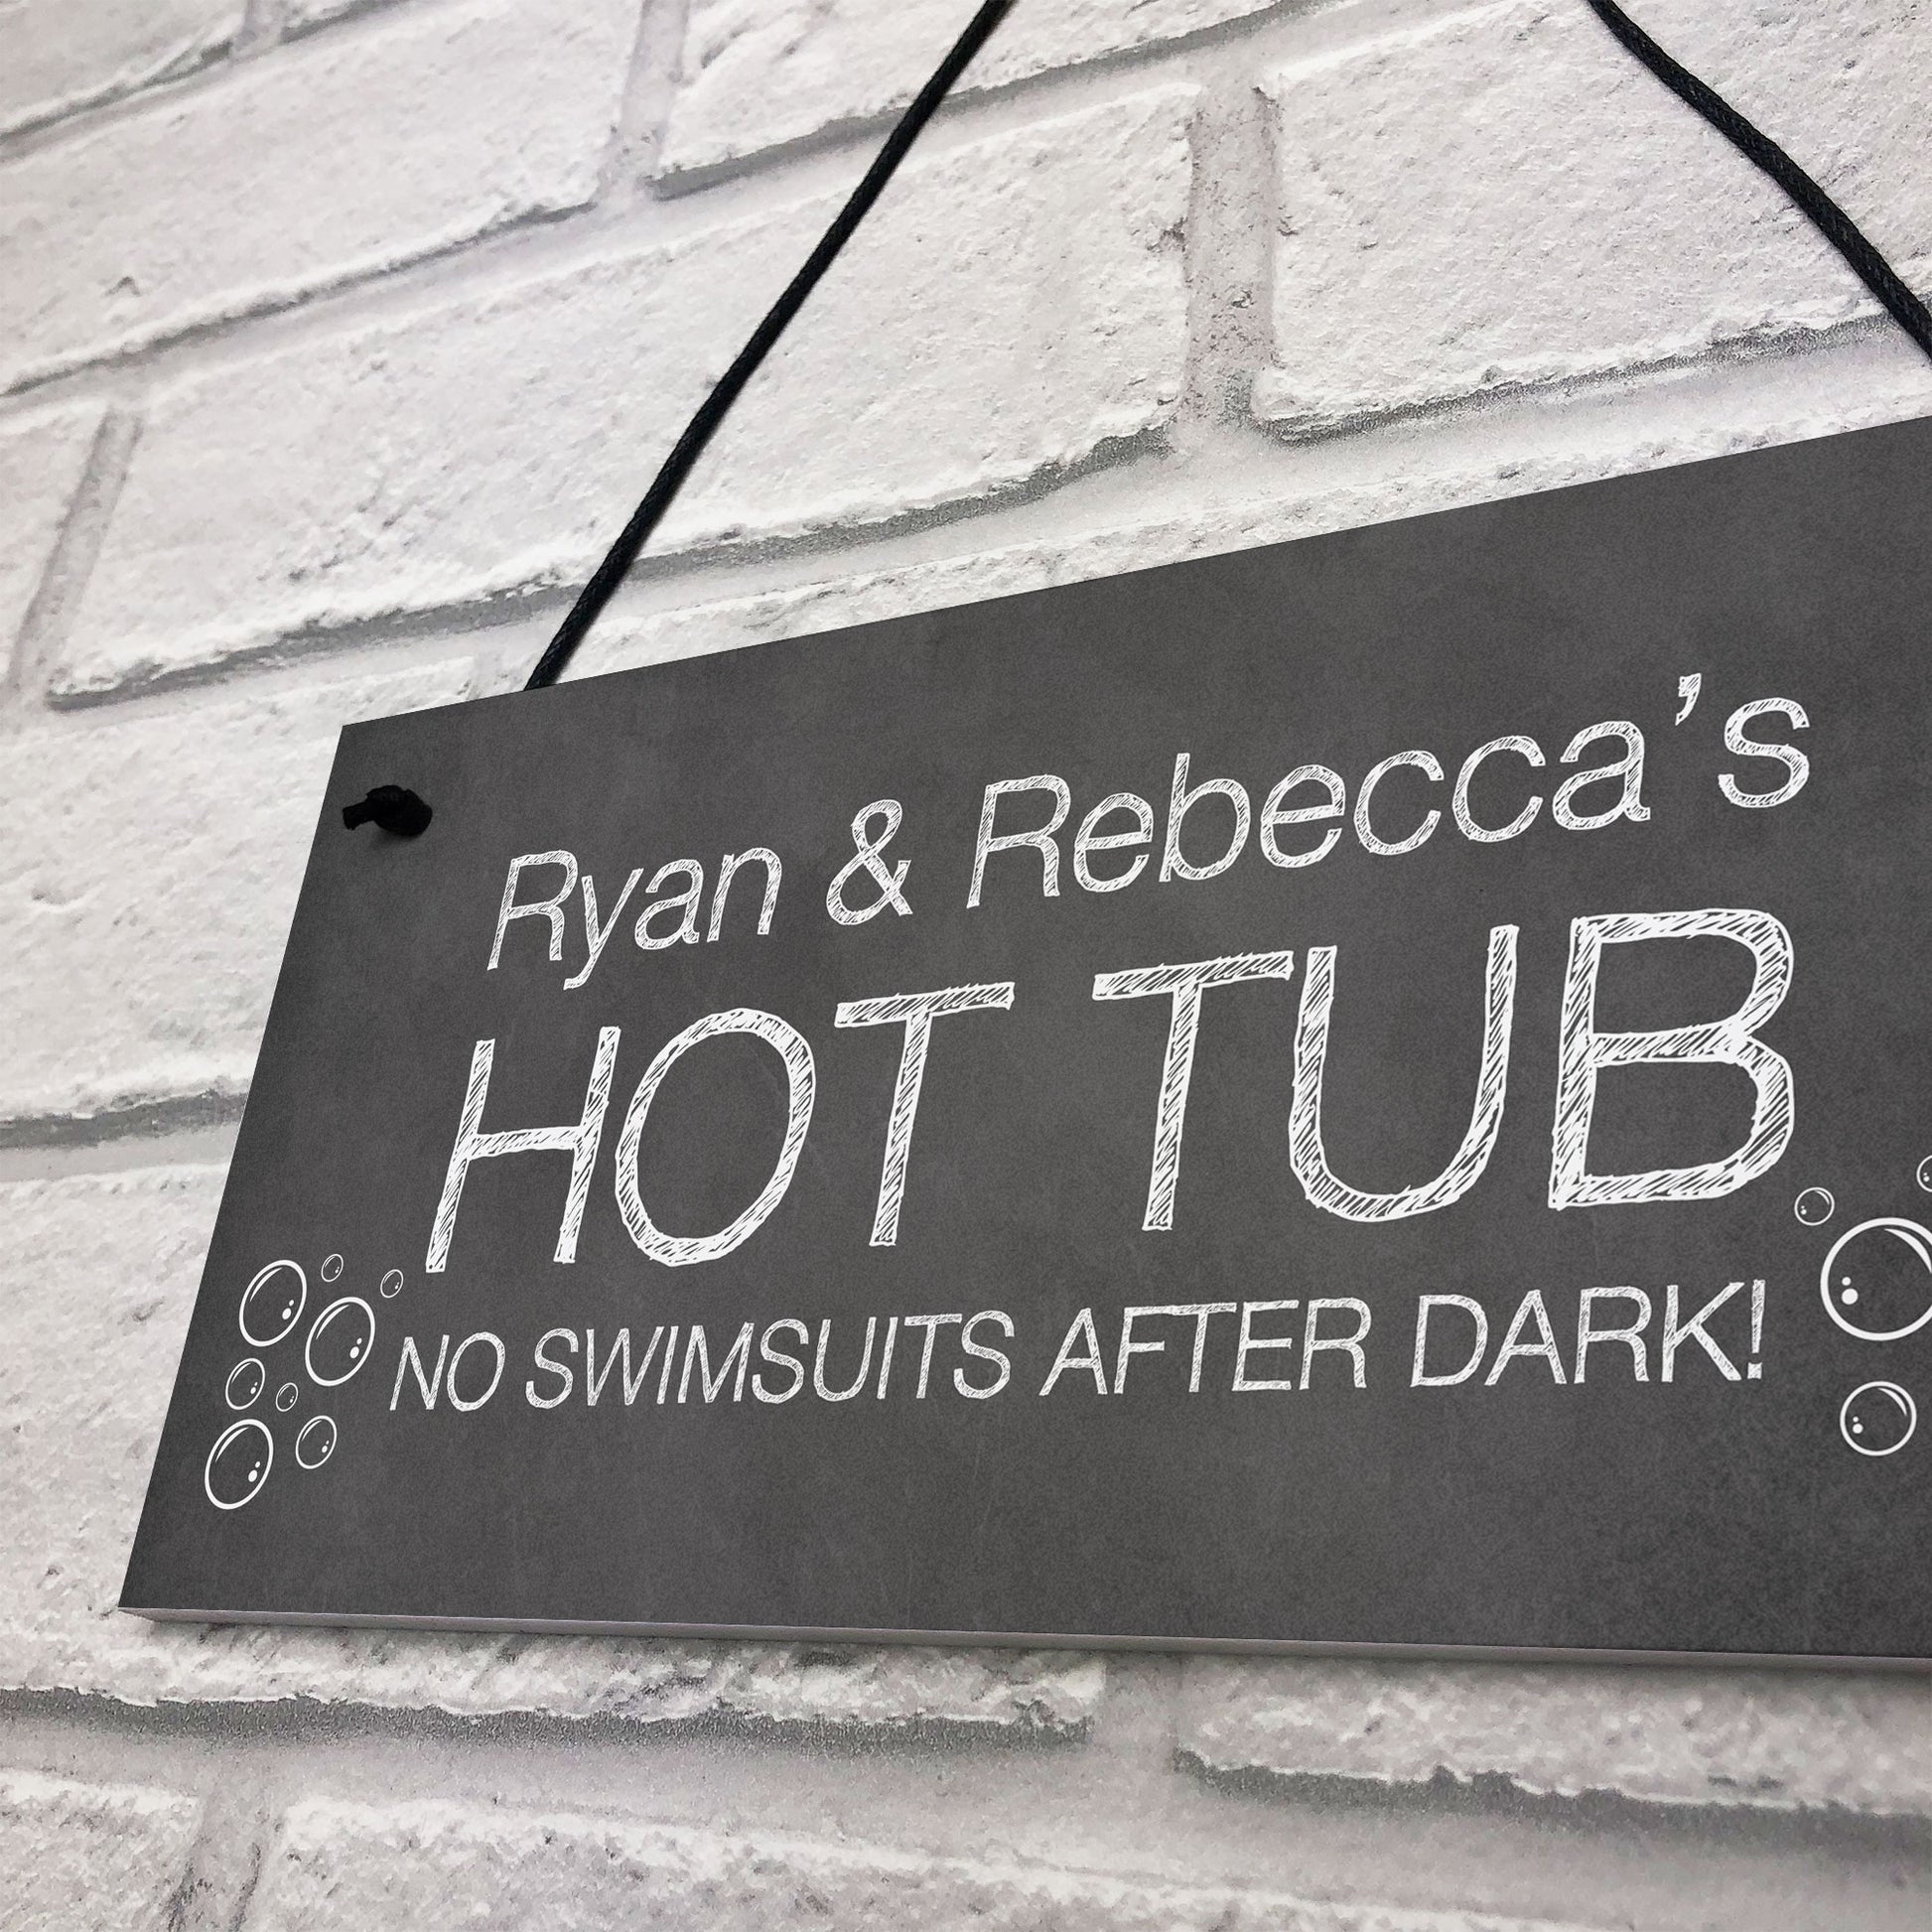 Ryan & Rebecca's
HOT TUB
NO SWIMSUITS AFTER DARK!